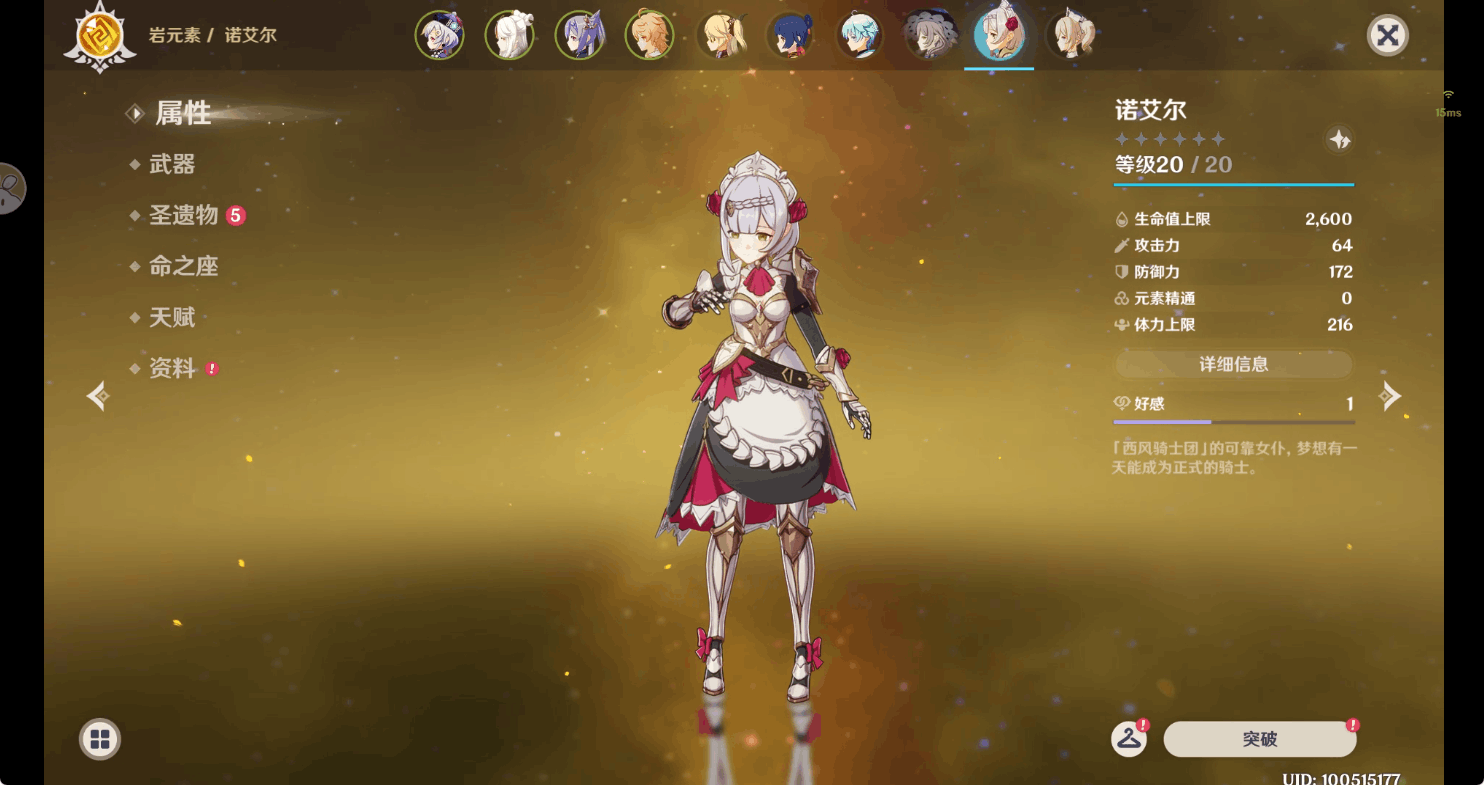 岩元素 / 诺艾尔
属性
武器
圣遗物 5
命之座
天赋
资料 !
诺艾尔
等级20 / 20
生命值上限 2,600
攻击力 64
防御力 172
元素精通 0
体力上限 216
详细信息
好感 1
「西风骑士团」的可靠女仆, 梦想有一
天能成为正式的骑士。
突破
UID: 100515177
15ms